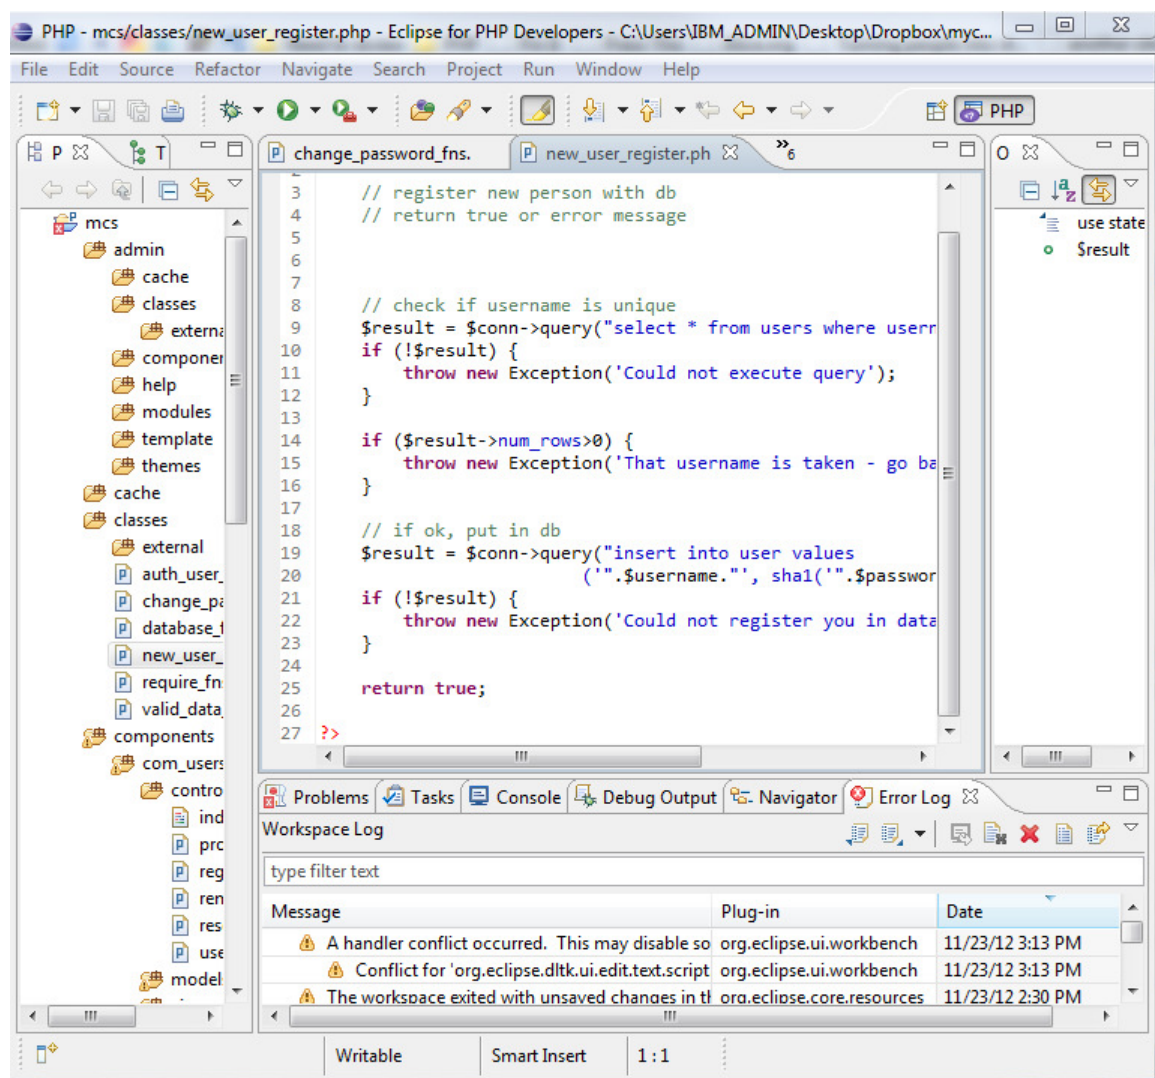 PHP - mcs/classes/new_user_register.php - Eclipse for PHP Developers - C:\Users\IBM_ADMIN\Desktop\Dropbox\myc...
File Edit Source Refactor Navigate Search Project Run Window Help
PHP
P
T
change_password_fns.
new_user_register.ph
»6
O
mcs
admin
cache
classes
externa
componer
help
modules
template
themes
cache
classes
external
auth_user_
change_pa
database_f
new_user_
require_fn
valid_data_
components
com_users
contro
ind
pro
reg
ren
res
use
model
3 // register new person with db
4 // return true or error message
5
6
7
8 // check if username is unique
9 $result = $conn->query("select * from users where usern
10 if (!$result) {
11 throw new Exception('Could not execute query');
12 }
13
14 if ($result->num_rows>0) {
15 throw new Exception('That username is taken - go ba
16 }
17
18 // if ok, put in db
19 $result = $conn->query("insert into user values
20 ('".$username."', sha1('".$passwor
21 if (!$result) {
22 throw new Exception('Could not register you in data
23 }
24
25 return true;
26
27 ?>
use state
$result
Problems Tasks Console Debug Output Navigator Error Log
Workspace Log
type filter text
Message Plug-in Date
A handler conflict occurred. This may disable so org.eclipse.ui.workbench 11/23/12 3:13 PM
Conflict for 'org.eclipse.dltk.ui.edit.text.script org.eclipse.ui.workbench 11/23/12 3:13 PM
The workspace exited with unsaved changes in th org.eclipse.core.resources 11/23/12 2:30 PM
Writable Smart Insert 1 : 1